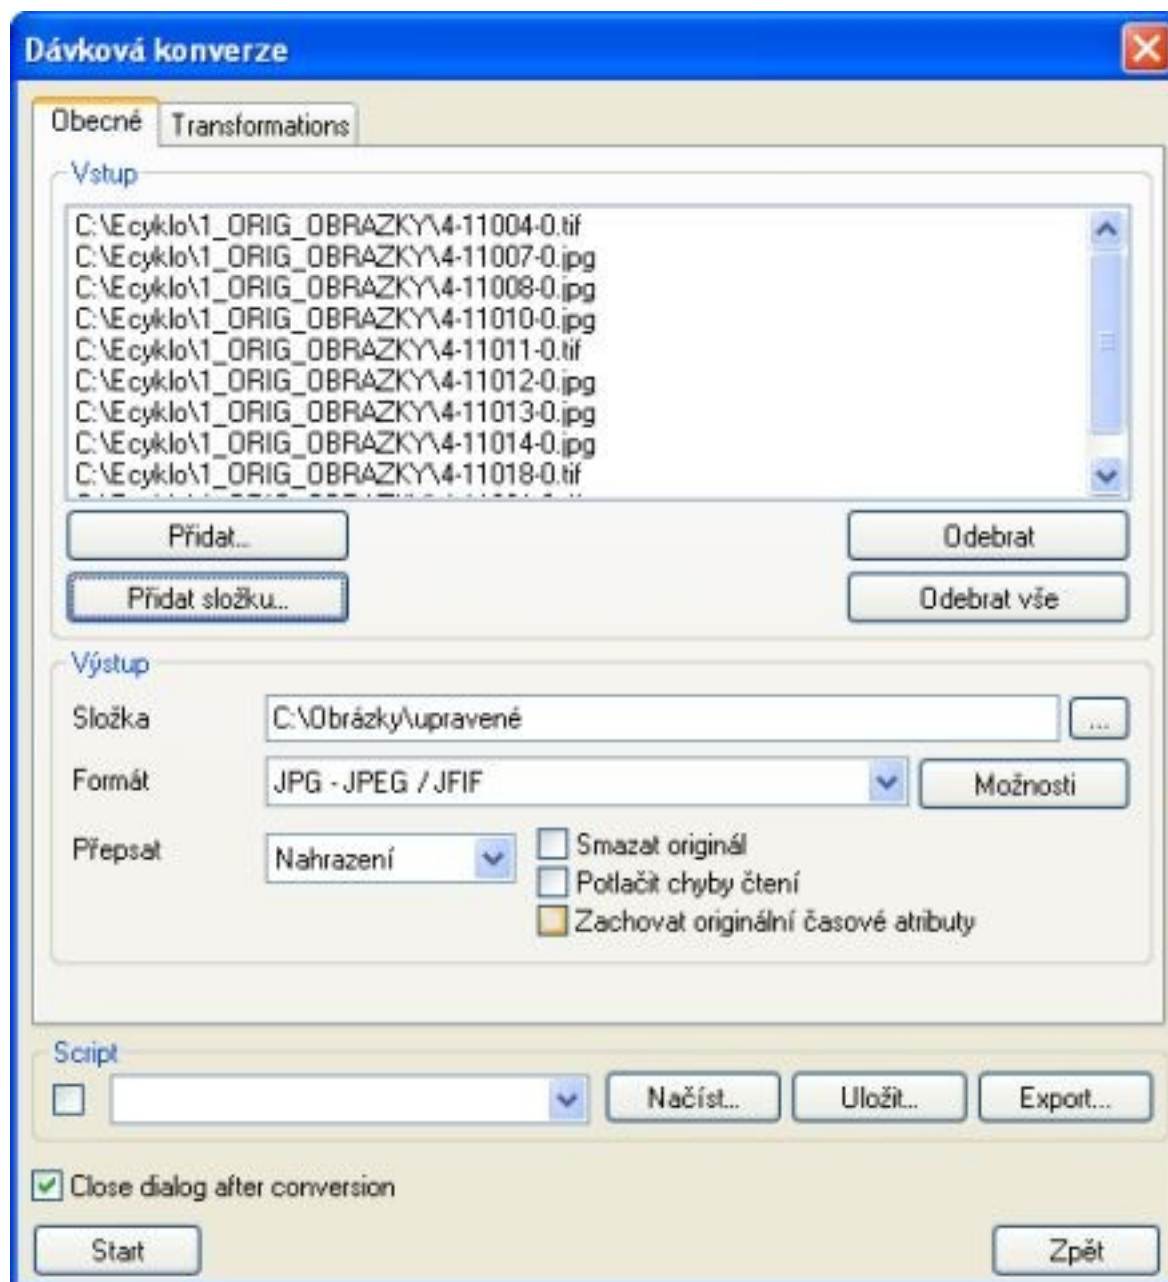 Dávková konverze
Obecné Transformations
Vstup
C:\Ecyklo\1_ORIG_OBRAZKY\4-11004-0.tif
C:\Ecyklo\1_ORIG_OBRAZKY\4-11007-0.jpg
C:\Ecyklo\1_ORIG_OBRAZKY\4-11008-0.jpg
C:\Ecyklo\1_ORIG_OBRAZKY\4-11010-0.jpg
C:\Ecyklo\1_ORIG_OBRAZKY\4-11011-0.tif
C:\Ecyklo\1_ORIG_OBRAZKY\4-11012-0.jpg
C:\Ecyklo\1_ORIG_OBRAZKY\4-11013-0.jpg
C:\Ecyklo\1_ORIG_OBRAZKY\4-11014-0.jpg
C:\Ecyklo\1_ORIG_OBRAZKY\4-11018-0.tif
Přidat... Odebrat
Přidat složku... Odebrat vše
Výstup
Složka C:\Obrázky\upravené ...
Formát JPG - JPEG / JFIF Možnosti
Přepsat Nahrazení Smazat originál
Potlačit chyby čtení
Zachovat originální časové atributy
Script
Načíst... Uložit... Export...
Close dialog after conversion
Start Zpět